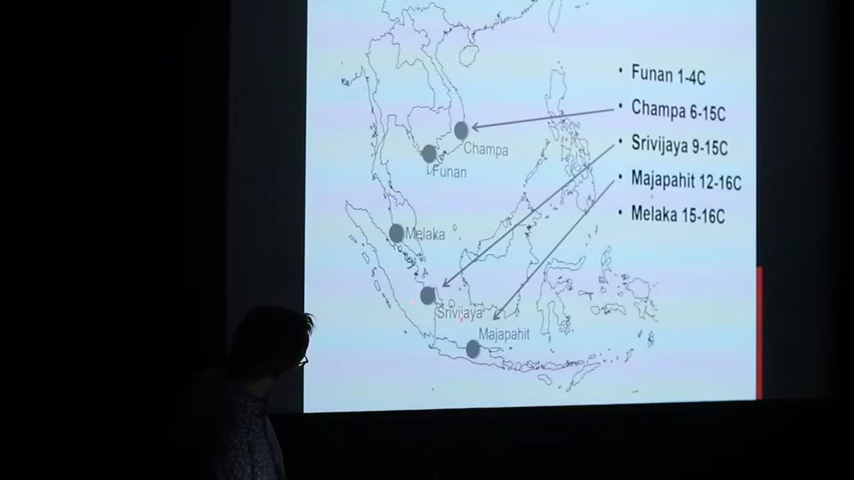 • Funan 1-4C
• Champa 6-15C
• Srivijaya 9-15C
• Majapahit 12-16C
• Melaka 15-16C
Champa
Funan
Melaka
Srivijaya
Majapahit